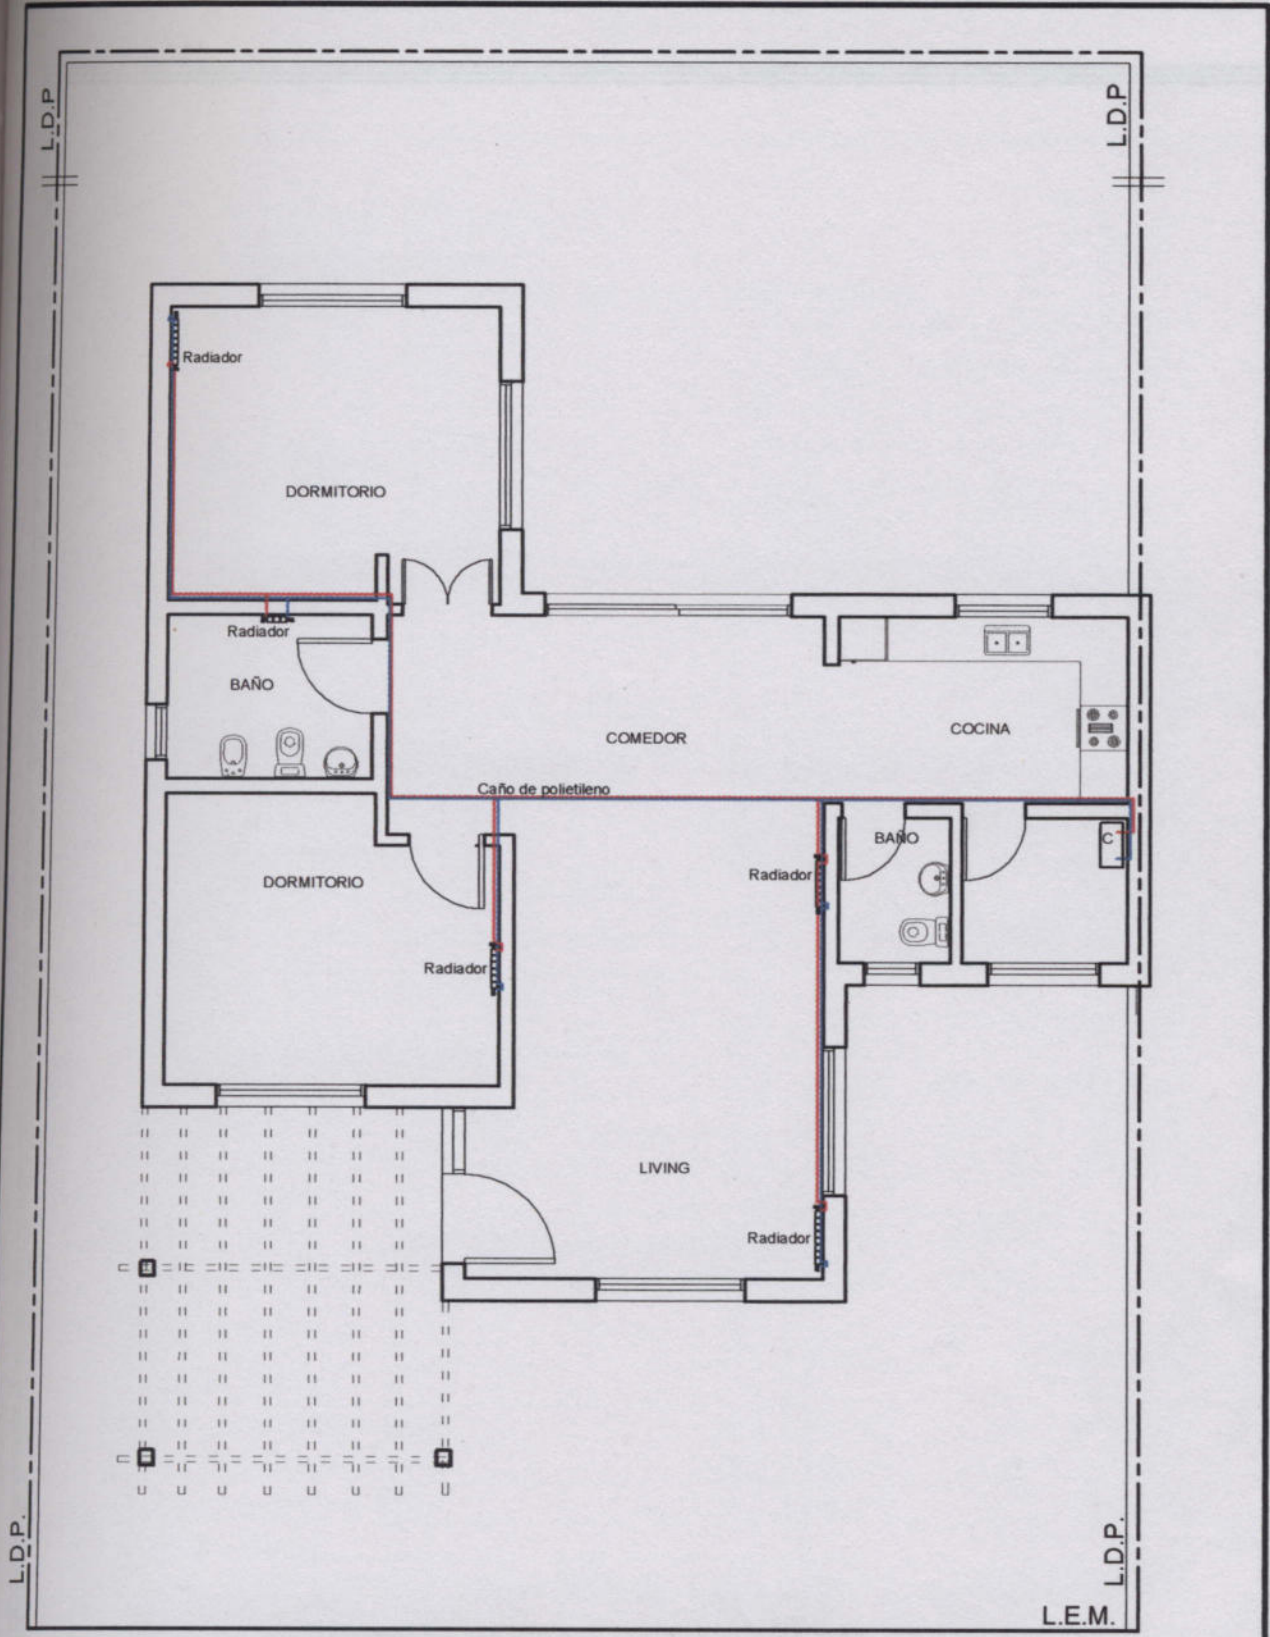 L.D.P
L.D.P
Radiador
DORMITORIO
Radiador
BAÑO
COMEDOR
COCINA
Caño de polietileno
BAÑO
C
Radiador
DORMITORIO
Radiador
LIVING
Radiador
L.D.P.
L.D.P.
L.E.M.